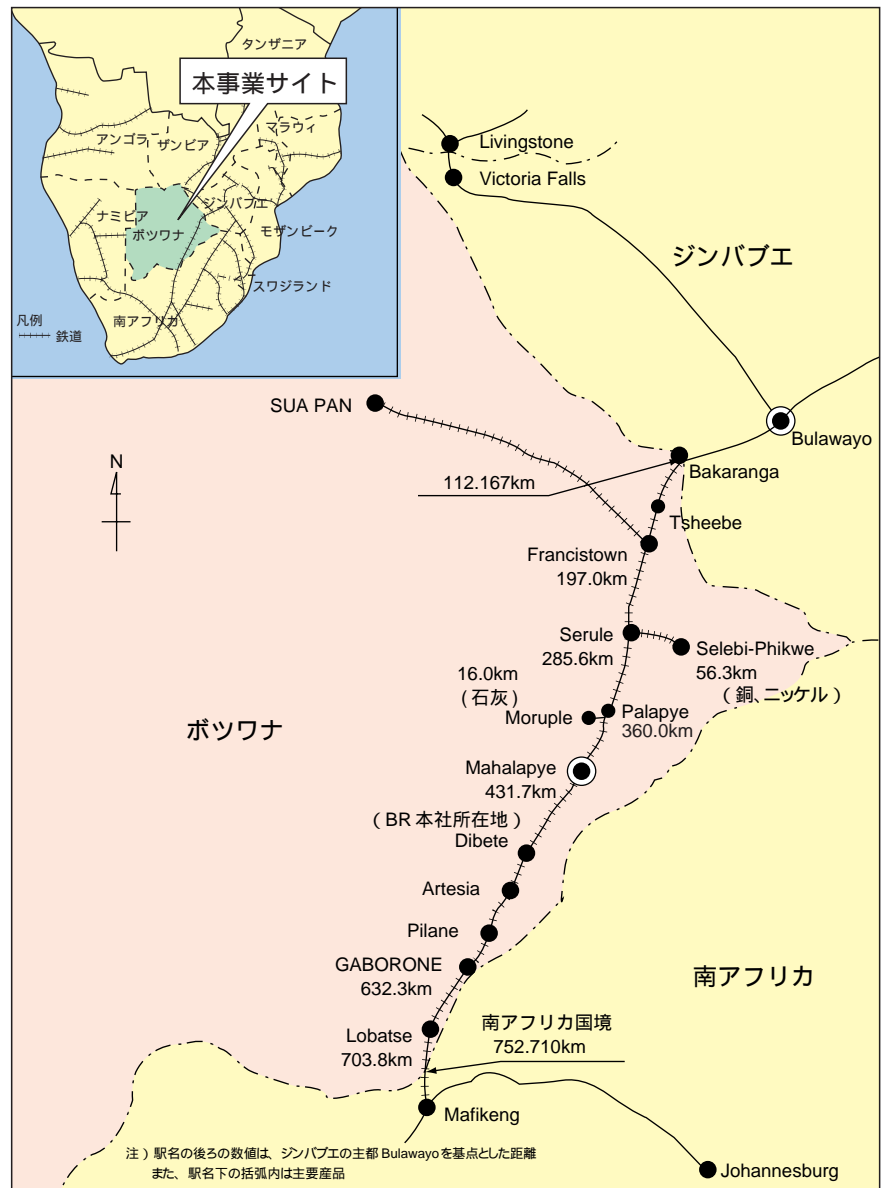 タンザニア
本事業サイト
アンゴラ
ザンビア
マラウィ
ナミビア
ジンバブエ
ボツワナ
モザンビーク
スワジランド
南アフリカ
凡例
鉄道
Livingstone
Victoria Falls
ジンバブエ
SUA PAN
Bulawayo
N
Bakaranga
112.167km
Tsheebe
Francistown
197.0km
Serule
285.6km
Selebi-Phikwe
56.3km
(銅、ニッケル)
16.0km
(石灰)
Moruple
Palapye
360.0km
ボツワナ
Mahalapye
431.7km
(BR 本社所在地)
Dibete
Artesia
Pilane
GABORONE
632.3km
南アフリカ
Lobatse
703.8km
南アフリカ国境
752.710km
Mafikeng
注)駅名の後ろの数値は、ジンバブエの主都 Bulawayo を基点とした距離
また、駅名下の括弧内は主要産品
Johannesburg